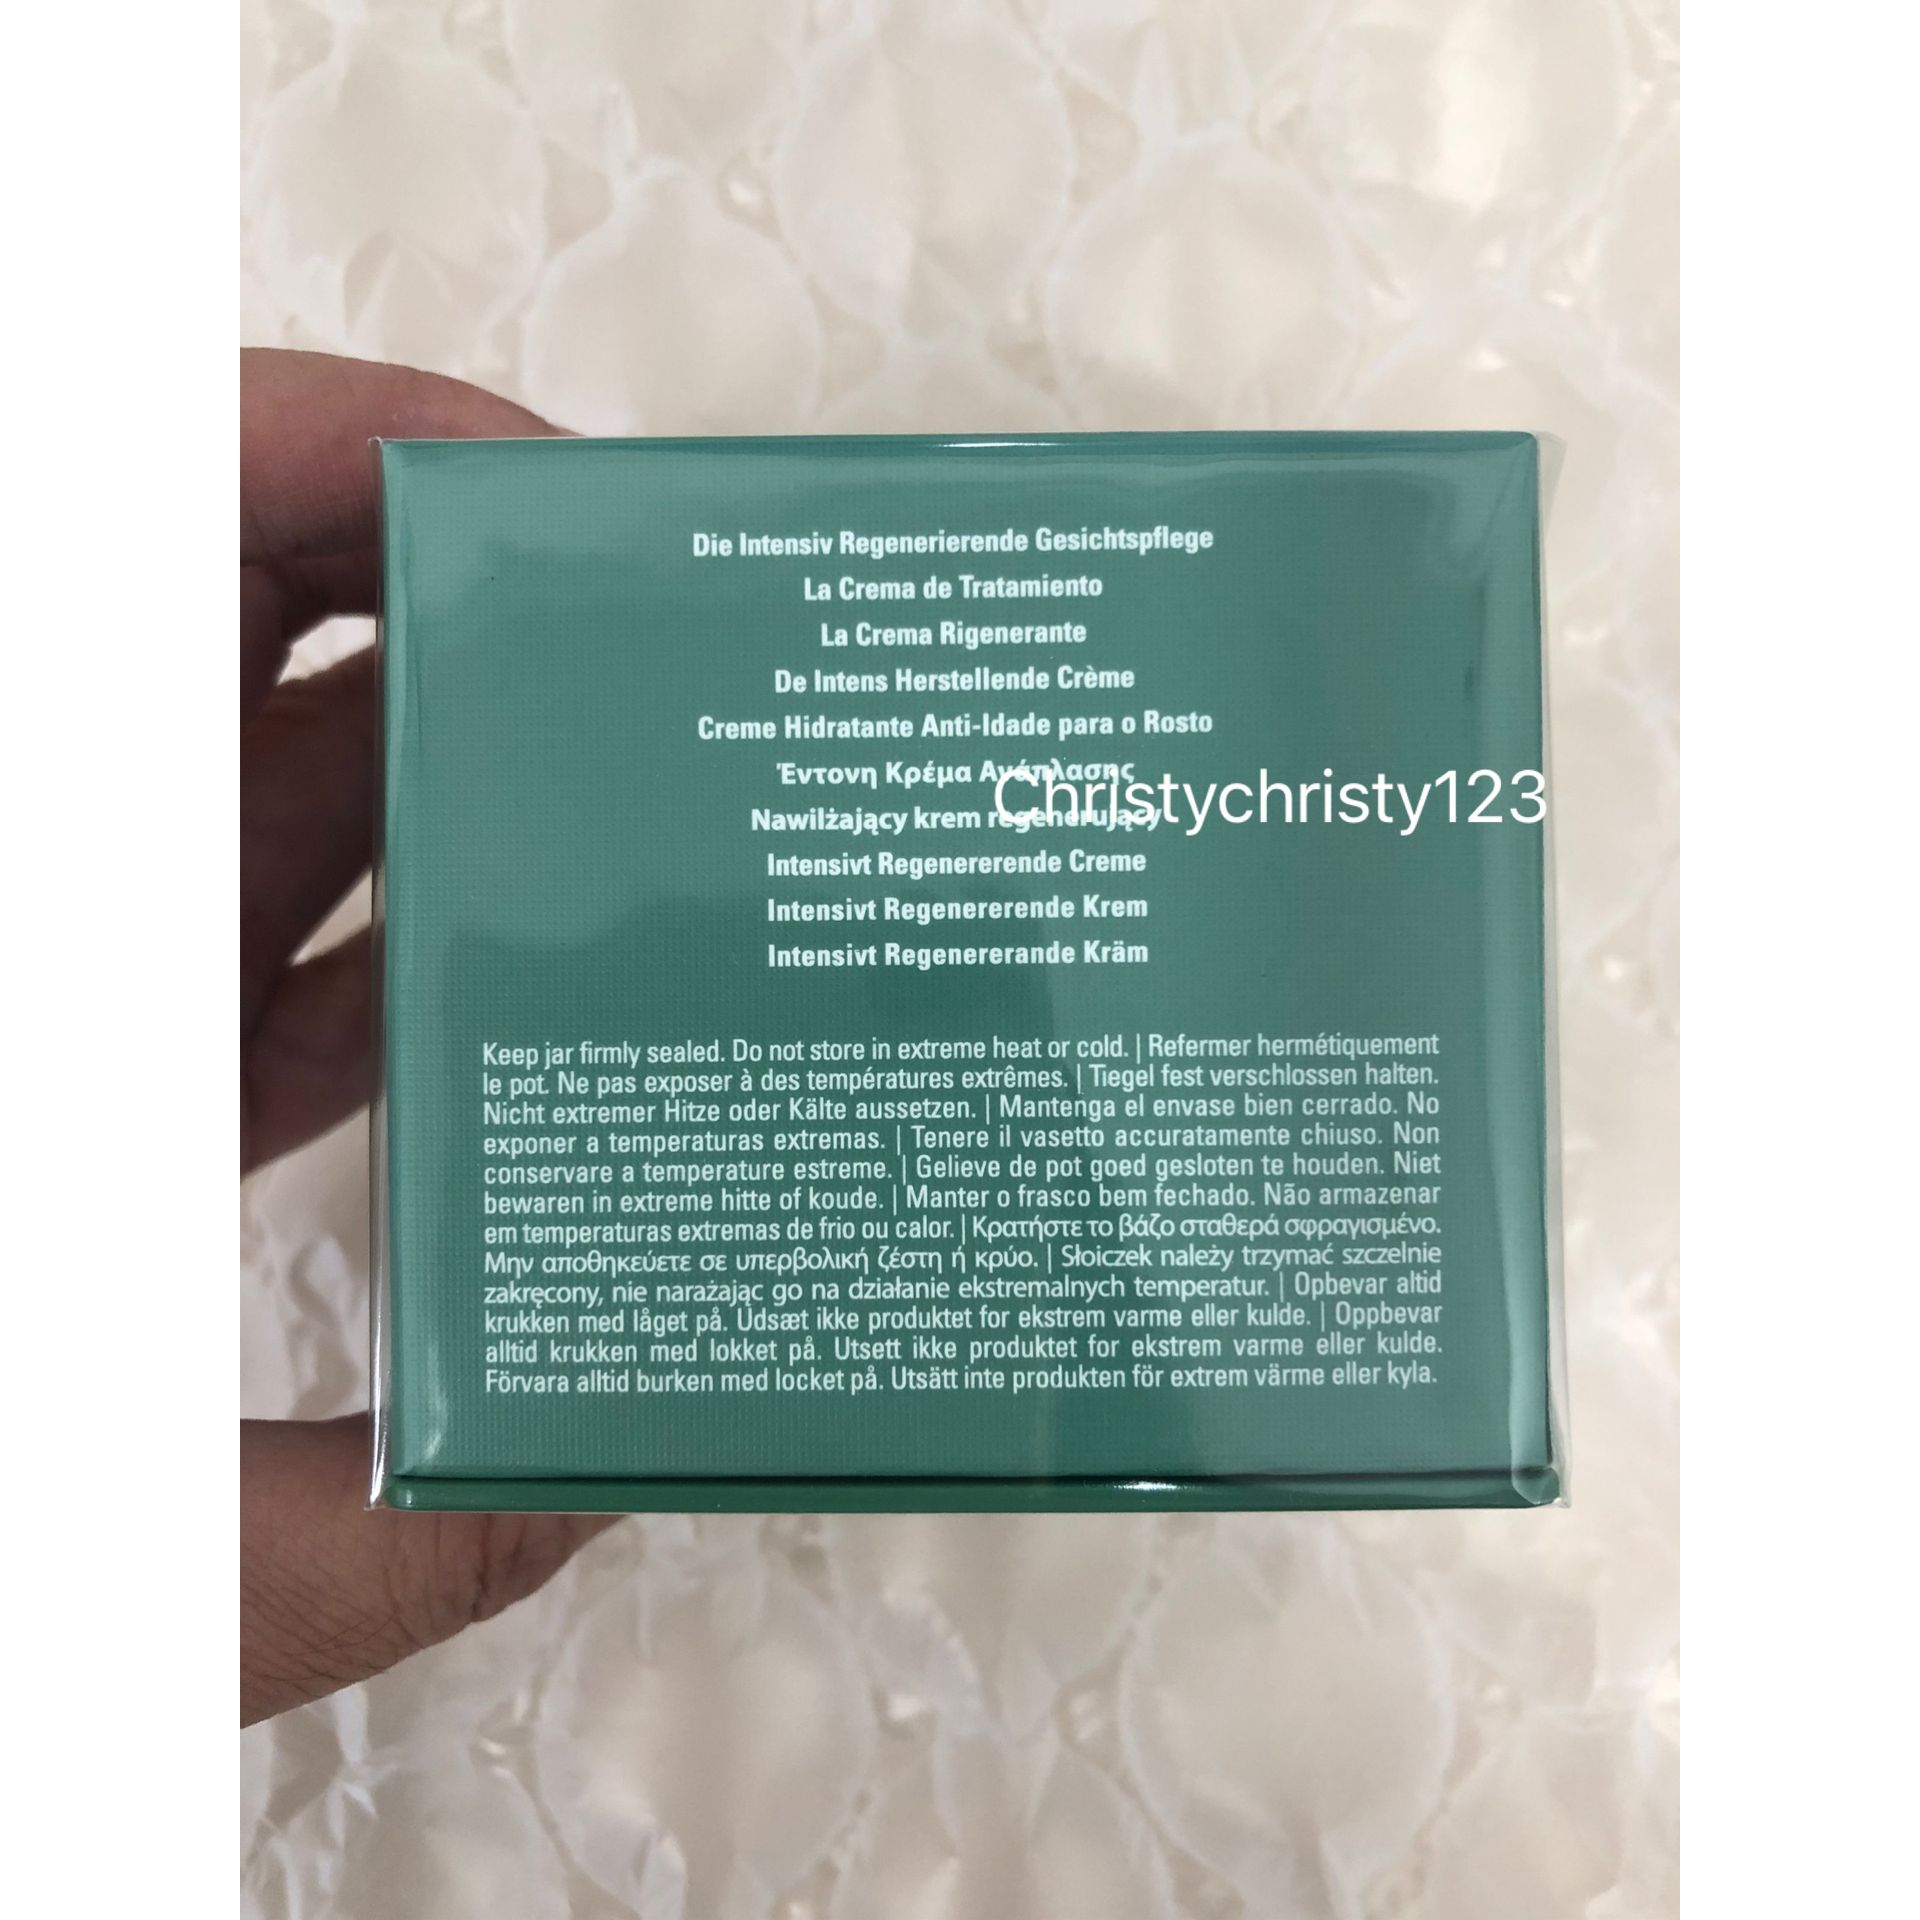 Die Intensiv Regenerierende Gesichtspflege
La Crema de Tratamiento
La Crema Rigenerante
De Intens Herstellende Crème
Creme Hidratante Anti-Idade para o Rosto
Έντονη Κρέμα Ανάπλασης
Christychristy123
Nawilżający krem regenerujący
Intensivt Regenererende Creme
Intensivt Regenererende Krem
Intensivt Regenererande Kräm
Keep jar firmly sealed. Do not store in extreme heat or cold. | Refermer hermétiquement
le pot. Ne pas exposer à des températures extrêmes. | Tiegel fest verschlossen halten.
Nicht extremer Hitze oder Kälte aussetzen. | Mantenga el envase bien cerrado. No
exponer a temperaturas extremas. | Tenere il vasetto accuratamente chiuso. Non
conservare a temperature estreme. | Gelieve de pot goed gesloten te houden. Niet
bewaren in extreme hitte of koude. | Manter o frasco bem fechado. Não armazenar
em temperaturas extremas de frio ou calor. | Κρατήστε το βάζο σταθερά σφραγισμένο.
Μην αποθηκεύετε σε υπερβολική ζέστη ή κρύο. | Słoiczek należy trzymać szczelnie
zakręcony, nie narażając go na działanie ekstremalnych temperatur. | Opbevar altid
krukken med låget på. Udsæt ikke produktet for ekstrem varme eller kulde. | Oppbevar
alltid krukken med lokket på. Utsett ikke produktet for ekstrem varme eller kulde.
Förvara alltid burken med locket på. Utsätt inte produkten för extrem värme eller kyla.